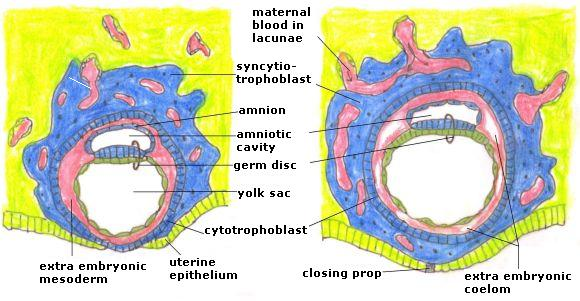 maternal
blood in
lacunae
syncytio-
trophoblast
amnion
amniotic
cavity
germ disc
yolk sac
cytotrophoblast
uterine
epithelium
extra embryonic
mesoderm
closing prop
extra embryonic
coelom